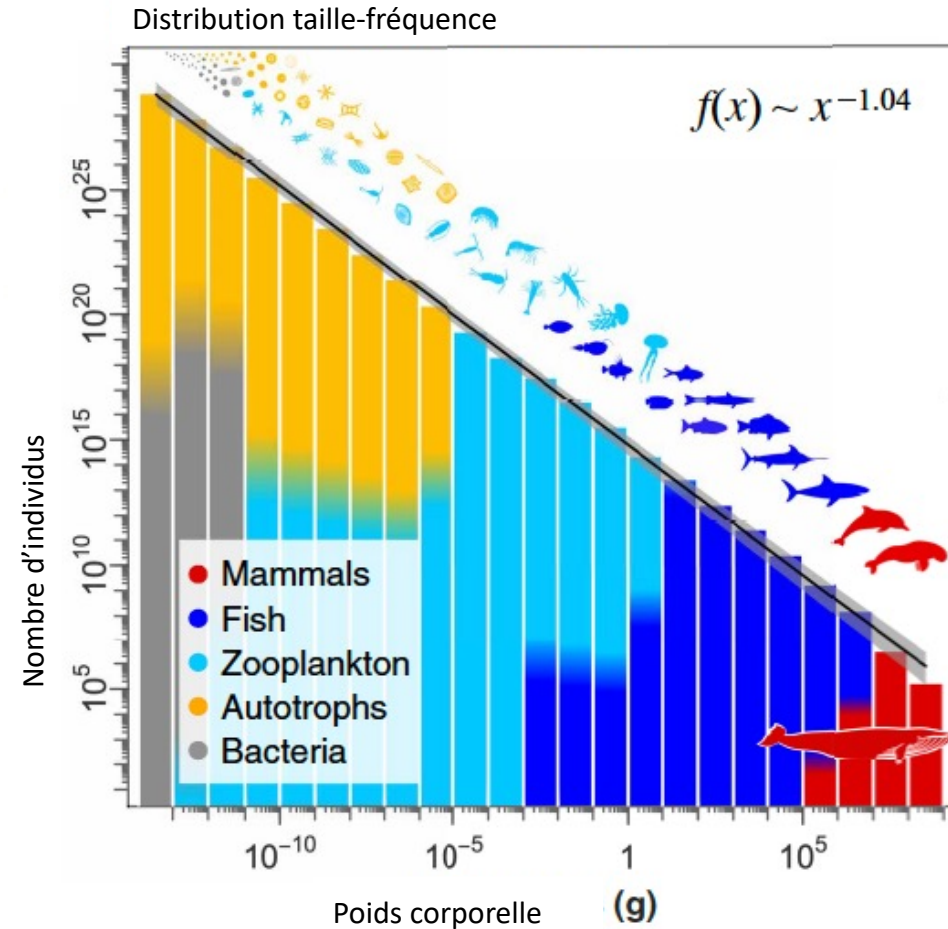 Distribution taille-fréquence
f(x) ~ x^−1.04
10^25
10^20
10^15
10^10
10^5
Nombre d’individus
Mammals
Fish
Zooplankton
Autotrophs
Bacteria
10^−10
10^−5
1
10^5
Poids corporelle (g)